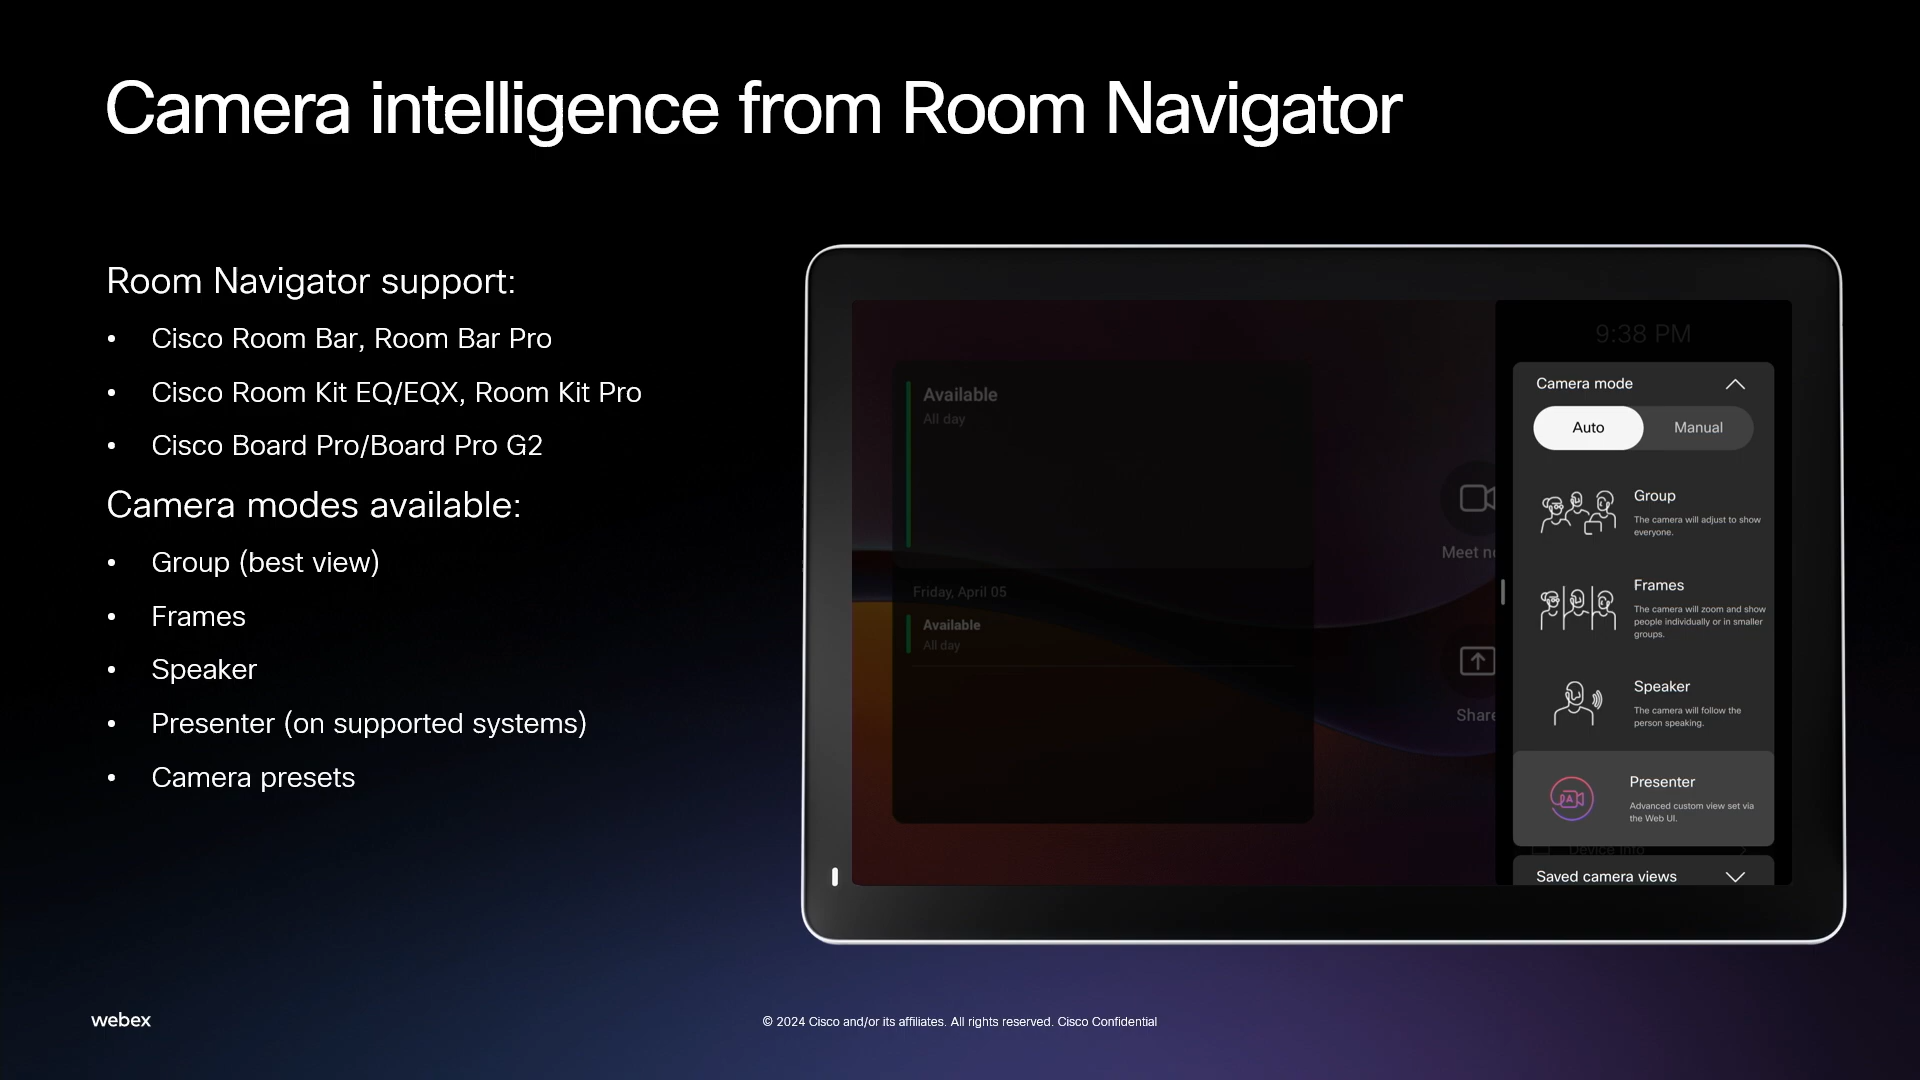 Camera intelligence from Room Navigator
Room Navigator support:
• Cisco Room Bar, Room Bar Pro
• Cisco Room Kit EQ/EQX, Room Kit Pro
• Cisco Board Pro/Board Pro G2
Camera modes available:
• Group (best view)
• Frames
• Speaker
• Presenter (on supported systems)
• Camera presets
Available
All day
Friday, April 05
Available
All day
Meet
Share
9:38 PM
Camera mode
Auto Manual
Group
The camera will adjust to show
everyone.
Frames
The camera will zoom and show
people individually or in smaller
groups.
Speaker
The camera will follow the
person speaking.
Presenter
Advanced custom view set via
the Web UI.
Device Info
Saved camera views
webex
© 2024 Cisco and/or its affiliates. All rights reserved. Cisco Confidential